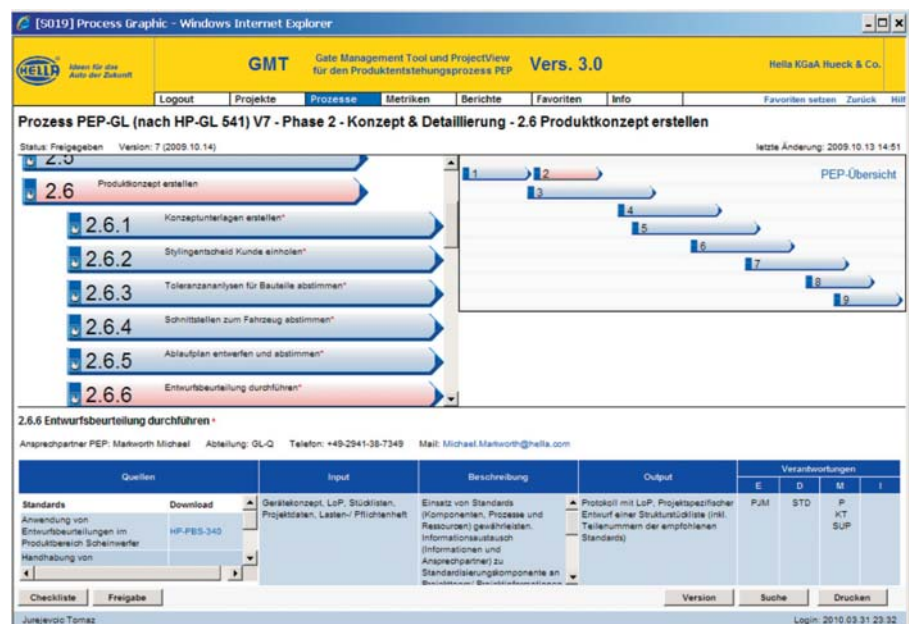 [S019] Process Graphic - Windows Internet Explorer
HELLA
Ideen für das
Auto der Zukunft
GMT
Gate Management Tool und ProjectView
für den Produktentstehungsprozess PEP
Vers. 3.0
Hella KGaA Hueck & Co.
Logout Projekte Prozesse Metriken Berichte Favoriten Info Favoriten setzen Zurück Hilf
Prozess PEP-GL (nach HP-GL 541) V7 - Phase 2 - Konzept & Detaillierung - 2.6 Produktkonzept erstellen
Status: Freigegeben Version: 7 (2009.10.14) letzte Änderung: 2009.10.13 14:51
2.5
2.6 Produktkonzept erstellen
2.6.1 Konzeptunterlagen erstellen*
2.6.2 Stylingentscheid Kunde einholen*
2.6.3 Toleranzananlysen für Bauteile abstimmen*
2.6.4 Schnittstellen zum Fahrzeug abstimmen*
2.6.5 Ablaufplan entwerfen und abstimmen*
2.6.6 Entwurfsbeurteilung durchführen*
PEP-Übersicht
1
2
3
4
5
6
7
8
9
2.6.6 Entwurfsbeurteilung durchführen *
Ansprechpartner PEP: Markworth Michael Abteilung: GL-Q Telefon: +49-2941-38-7349 Mail: Michael.Markworth@hella.com
Quellen Input Beschreibung Output Verantwortungen
E D M I
Standards Download
Anwendung von
Entwurfsbeurteilungen im
Produktbereich Scheinwerfer
HP-PBS-340
Handhabung von
Gerätekonzept, LoP, Stücklisten,
Projektdaten, Lasten-/ Pflichtenheft
Einsatz von Standards
(Komponenten, Prozesse und
Ressourcen) gewährleisten.
Informationsaustausch
(Informationen und
Ansprechpartner) zu
Standardisierungskomponente an
Protokoll mit LoP, Projektspezifischer
Entwurf einer Strukturstückliste (inkl.
Teilenummern der empfohlenen
Standards)
PJM STD P
KT
SUP
Checkliste Freigabe Version Suche Drucken
Jurejevcic Tomaz Login: 2010.03.31 23:32